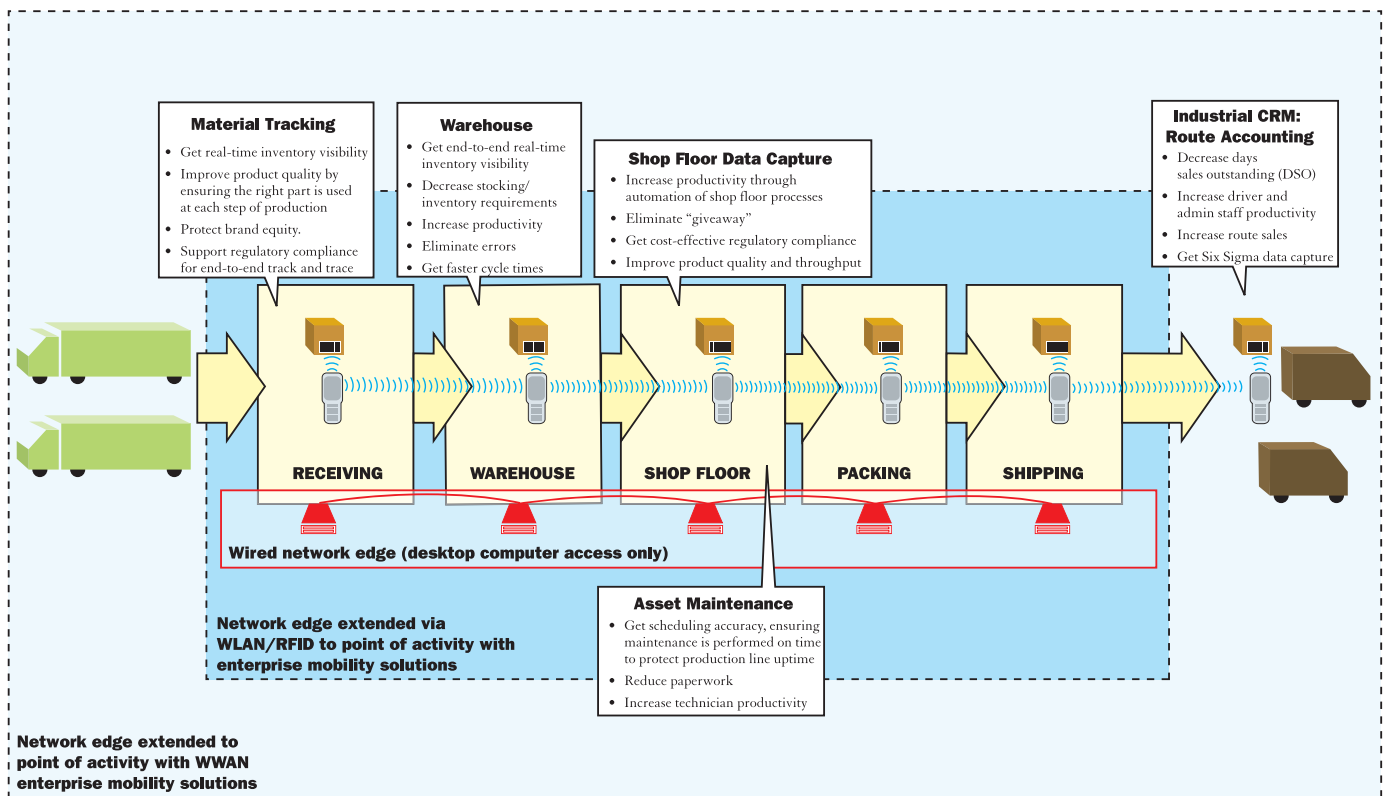 Material Tracking
• Get real-time inventory visibility
• Improve product quality by
ensuring the right part is used
at each step of production
• Protect brand equity.
• Support regulatory compliance
for end-to-end track and trace
Warehouse
• Get end-to-end real-time
inventory visibility
• Decrease stocking/
inventory requirements
• Increase productivity
• Eliminate errors
• Get faster cycle times
Shop Floor Data Capture
• Increase productivity through
automation of shop floor processes
• Eliminate “giveaway”
• Get cost-effective regulatory compliance
• Improve product quality and throughput
Industrial CRM:
Route Accounting
• Decrease days
sales outstanding (DSO)
• Increase driver and
admin staff productivity
• Increase route sales
• Get Six Sigma data capture
RECEIVING
WAREHOUSE
SHOP FLOOR
PACKING
SHIPPING
Wired network edge (desktop computer access only)
Network edge extended via
WLAN/RFID to point of activity with
enterprise mobility solutions
Asset Maintenance
• Get scheduling accuracy, ensuring
maintenance is performed on time
to protect production line uptime
• Reduce paperwork
• Increase technician productivity
Network edge extended to
point of activity with WWAN
enterprise mobility solutions